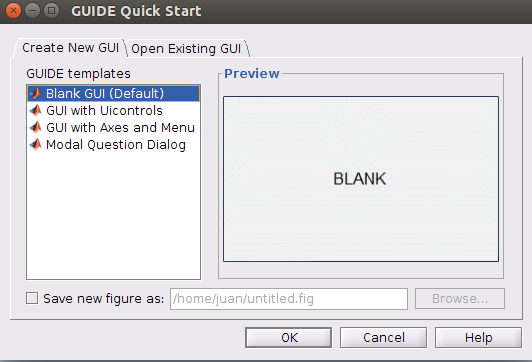 GUIDE Quick Start
Create New GUI
Open Existing GUI
GUIDE templates
Blank GUI (Default)
GUI with Uicontrols
GUI with Axes and Menu
Modal Question Dialog
Preview
BLANK
Save new figure as:
/home/juan/untitled.fig
Browse...
OK
Cancel
Help